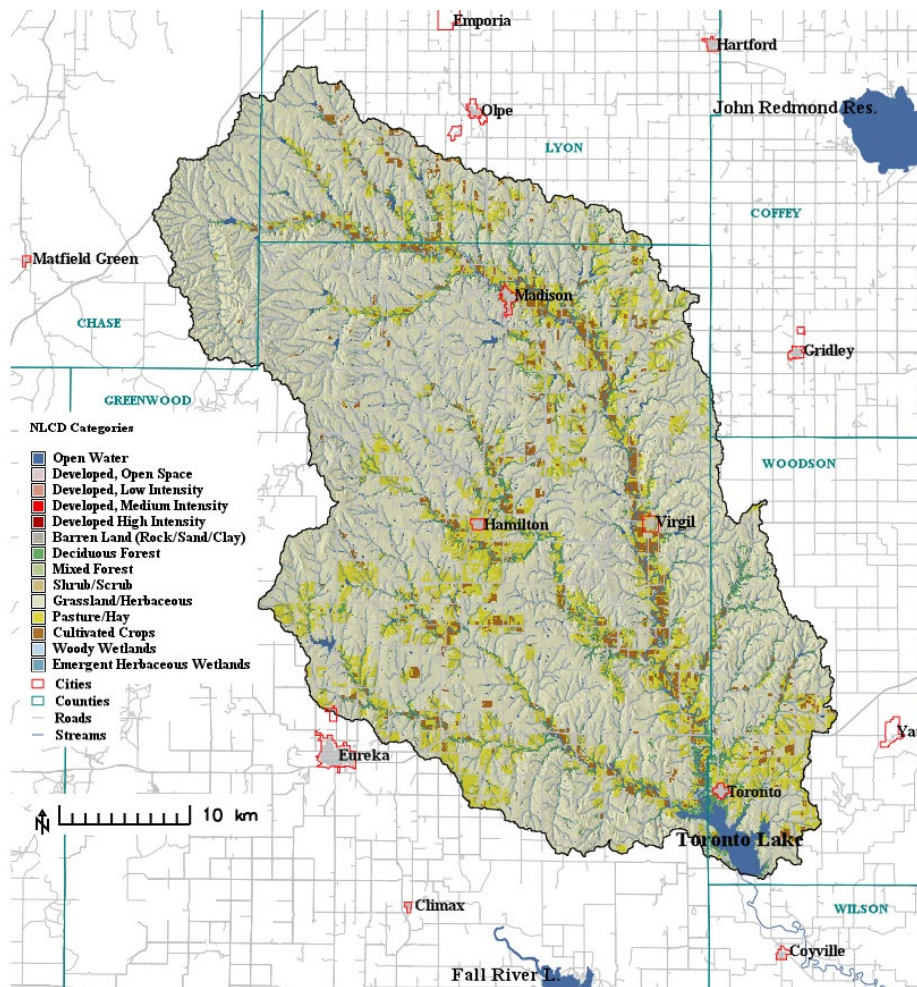 Emporia
Hartford
Olpe
John Redmond Res.
LYON
COFFEY
Matfield Green
Madison
CHASE
Gridley
GREENWOOD
NLCD Categories
WOODSON
Open Water
Developed, Open Space
Developed, Low Intensity
Developed, Medium Intensity
Developed High Intensity
Barren Land (Rock/Sand/Clay)
Deciduous Forest
Mixed Forest
Shrub/Scrub
Grassland/Herbaceous
Pasture/Hay
Cultivated Crops
Woody Wetlands
Emergent Herbaceous Wetlands
Cities
Counties
Roads
Streams
Hamilton
Virgil
Eureka
Yat
Toronto
N
10 km
Toronto Lake
Climax
WILSON
Coyville
Fall River L.